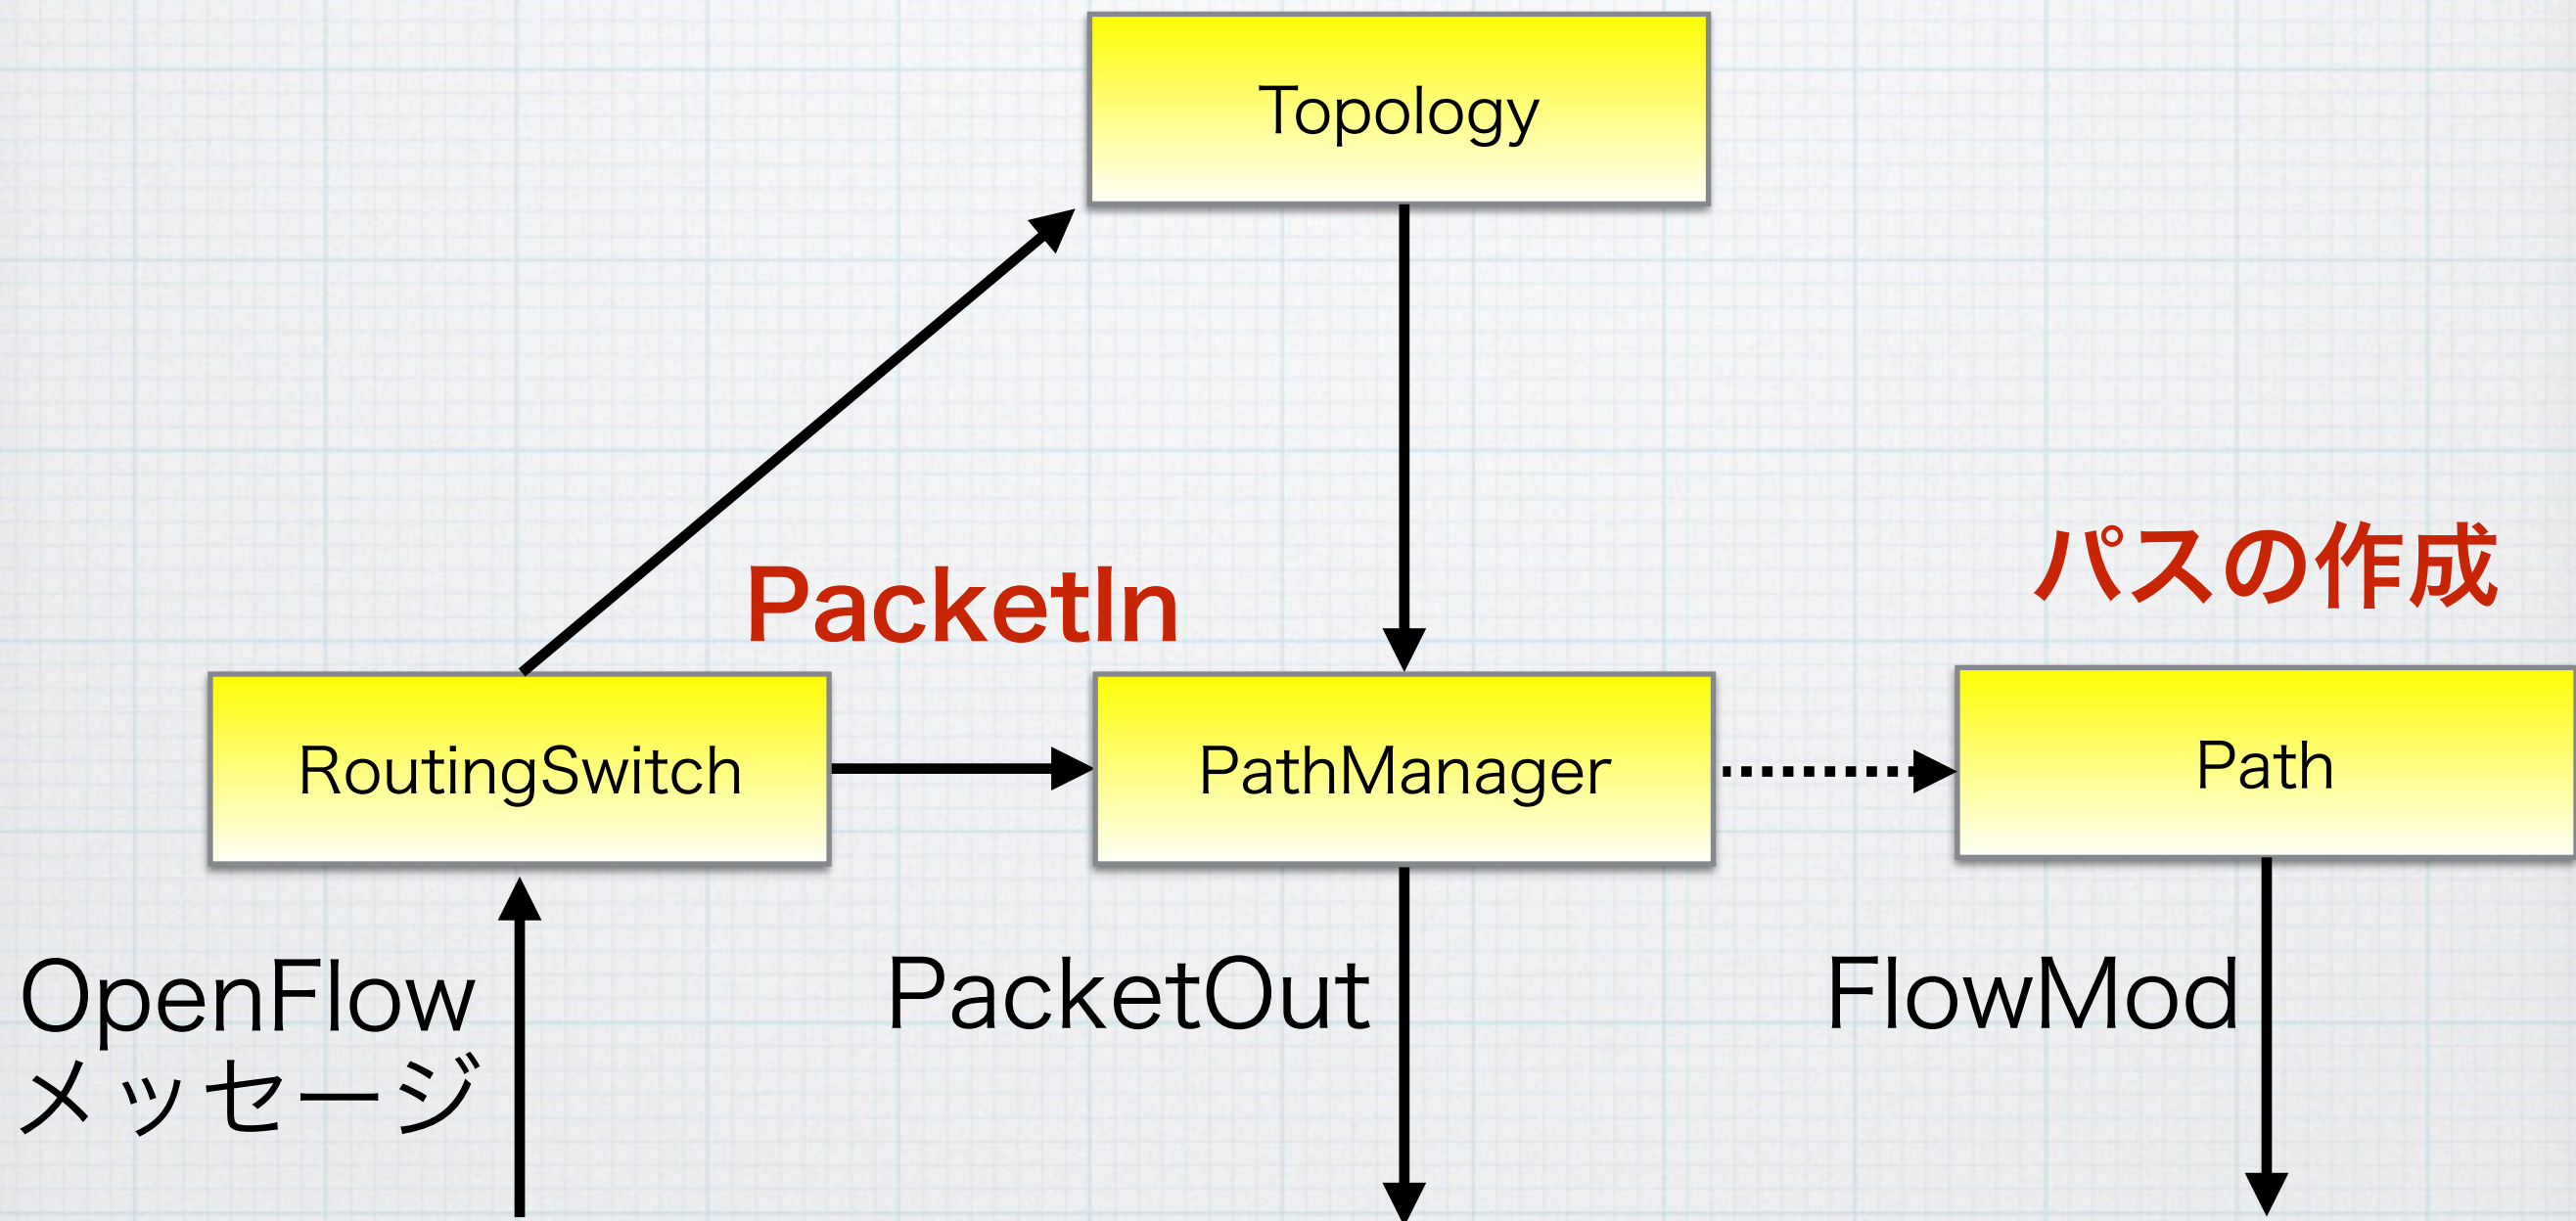 Topology
PacketIn
パスの作成
RoutingSwitch
PathManager
Path
OpenFlow
メッセージ
PacketOut
FlowMod